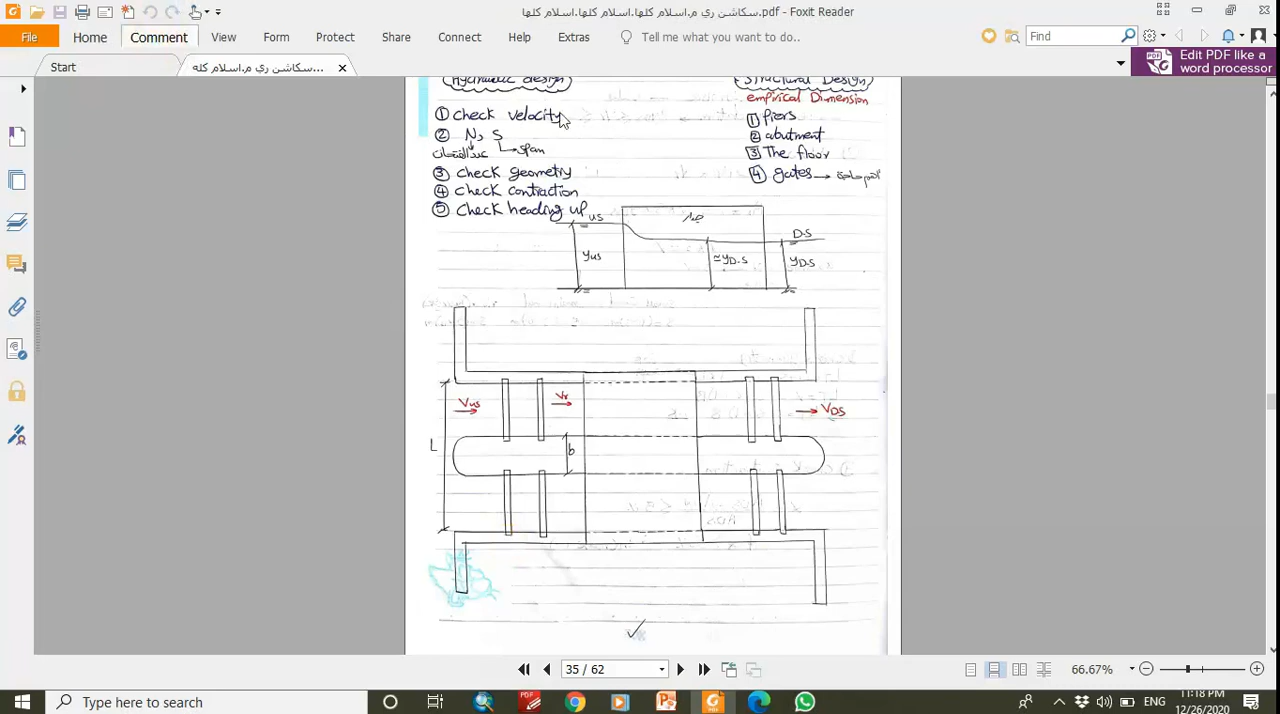 سكاشن ري م.اسلام كلها.اسلام كلها.pdf - Foxit Reader
File
Home
Comment
View
Form
Protect
Share
Connect
Help
Extras
Tell me what you want to do..
Find
Start
سكاشن ري م.اسلام كله...
Edit PDF like a
word processor
Hydraulic design
① check velocity
② N, S
عدد الفتحات
span
③ check geometry
④ check contraction
⑤ check heading up
Structural Design
empirical Dimension
1 Piers
2 abutment
3 The floor
4 gates →
US
D.S
yus
≈yD.S
yD.S
Vus
Vr
VDS
L
b
35 / 62
66.67%
Type here to search
ENG
11:18 PM
12/26/2020